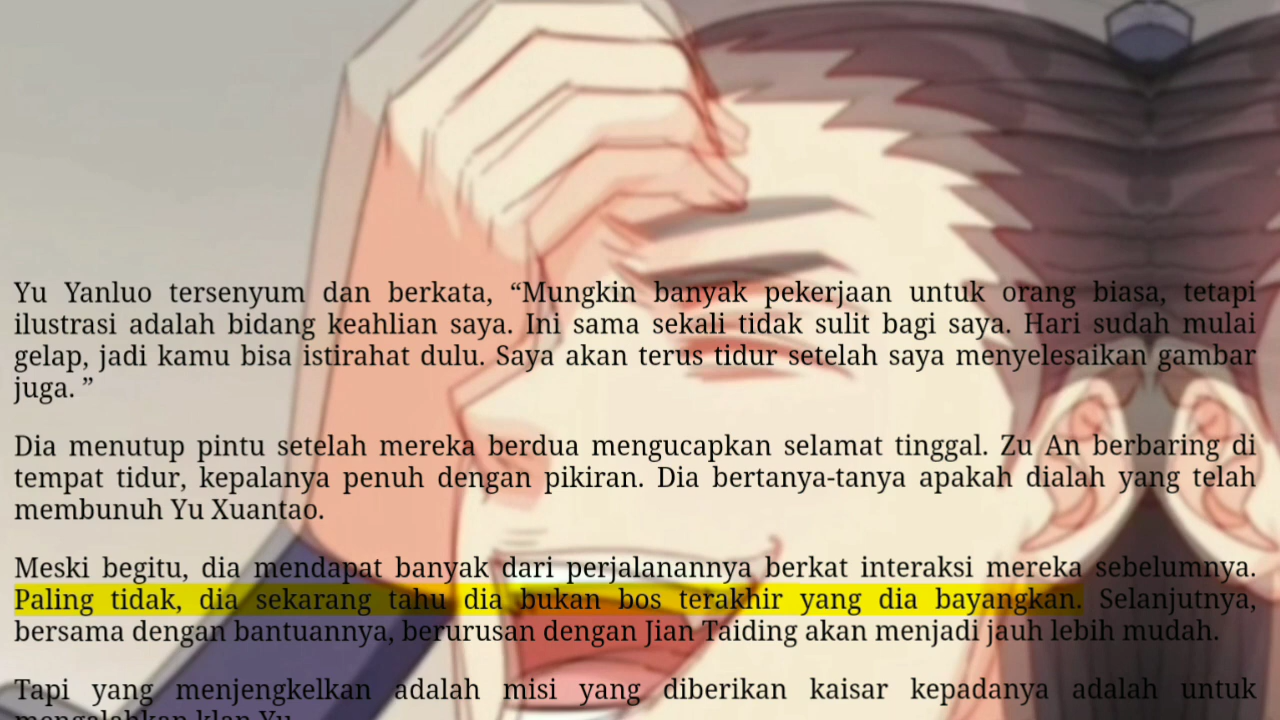 Yu Yanluo tersenyum dan berkata, “Mungkin banyak pekerjaan untuk orang biasa, tetapi
ilustrasi adalah bidang keahlian saya. Ini sama sekali tidak sulit bagi saya. Hari sudah mulai
gelap, jadi kamu bisa istirahat dulu. Saya akan terus tidur setelah saya menyelesaikan gambar
juga. ”
Dia menutup pintu setelah mereka berdua mengucapkan selamat tinggal. Zu An berbaring di
tempat tidur, kepalanya penuh dengan pikiran. Dia bertanya-tanya apakah dialah yang telah
membunuh Yu Xuantao.
Meski begitu, dia mendapat banyak dari perjalanannya berkat interaksi mereka sebelumnya.
Paling tidak, dia sekarang tahu dia bukan bos terakhir yang dia bayangkan. Selanjutnya,
bersama dengan bantuannya, berurusan dengan Jian Taiding akan menjadi jauh lebih mudah.
Tapi yang menjengkelkan adalah misi yang diberikan kaisar kepadanya adalah untuk
mengalahkan klan Yu.